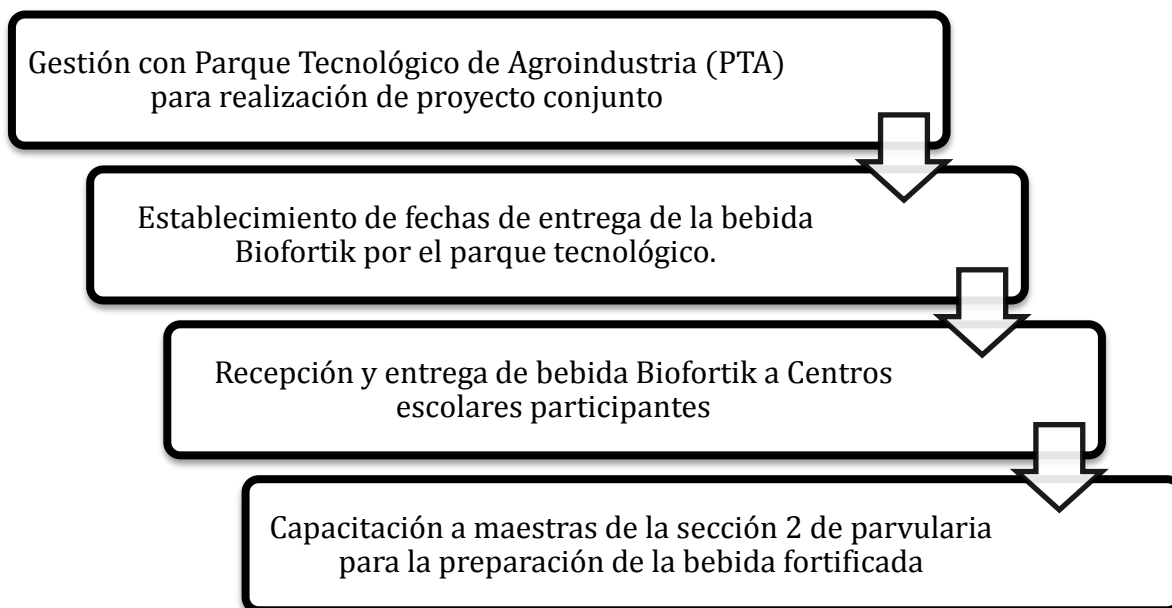 Gestión con Parque Tecnológico de Agroindustria (PTA)
para realización de proyecto conjunto
Establecimiento de fechas de entrega de la bebida
Biofortik por el parque tecnológico.
Recepción y entrega de bebida Biofortik a Centros
escolares participantes
Capacitación a maestras de la sección 2 de parvularia
para la preparación de la bebida fortificada